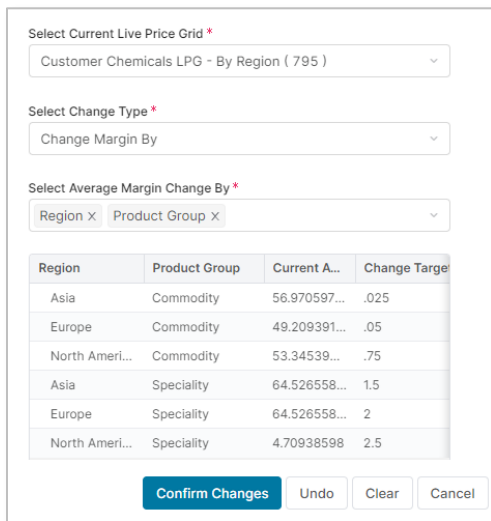 Select Current Live Price Grid *
Customer Chemicals LPG - By Region ( 795 )
Select Change Type *
Change Margin By
Select Average Margin Change By *
Region × Product Group ×
Region Product Group Current A... Change Target
Asia Commodity 56.970597... .025
Europe Commodity 49.209391... .05
North Ameri... Commodity 53.34539... .75
Asia Speciality 64.526558... 1.5
Europe Speciality 64.526558... 2
North Ameri... Speciality 4.70938598 2.5
Confirm Changes Undo Clear Cancel